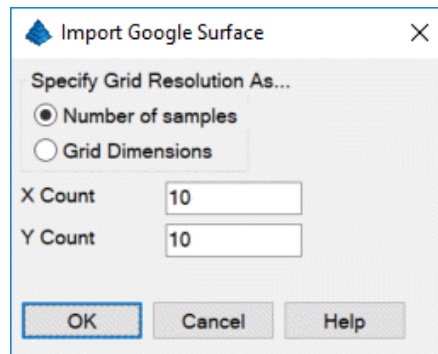 Import Google Surface
Specify Grid Resolution As...
Number of samples
Grid Dimensions
X Count 10
Y Count 10
OK Cancel Help